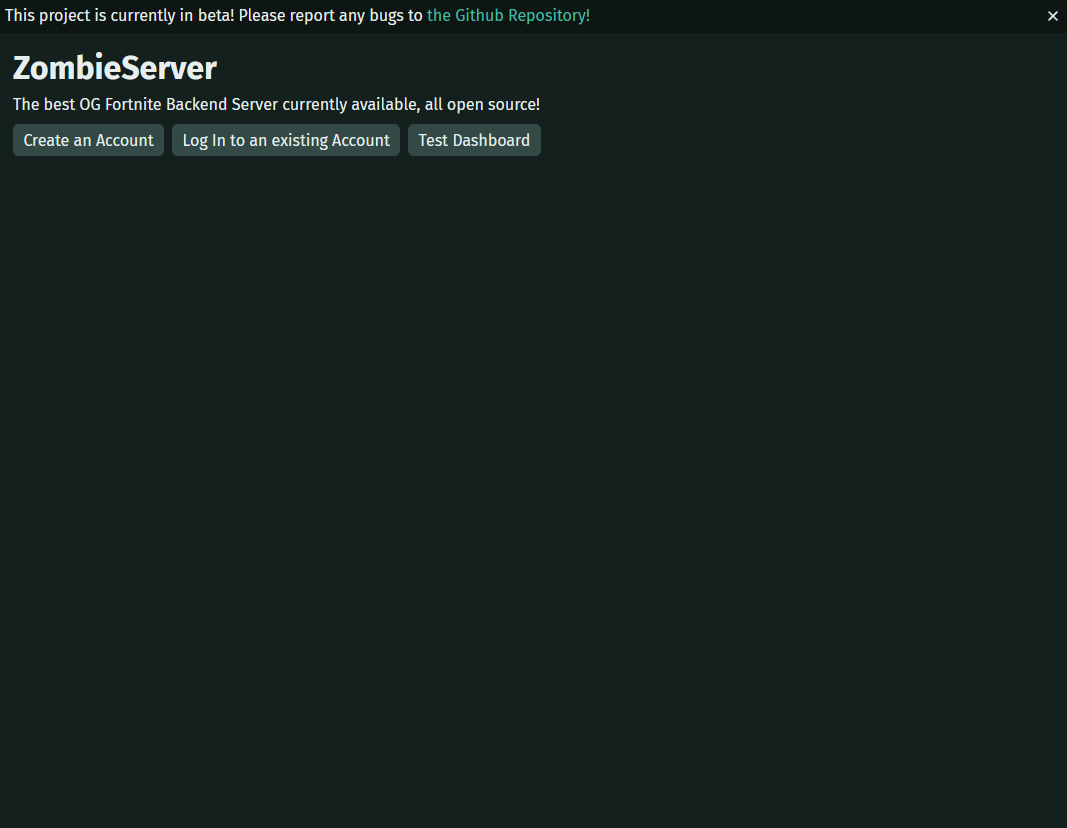 This project is currently in beta! Please report any bugs to the Github Repository! ✕
ZombieServer
The best OG Fortnite Backend Server currently available, all open source!
Create an Account Log In to an existing Account Test Dashboard